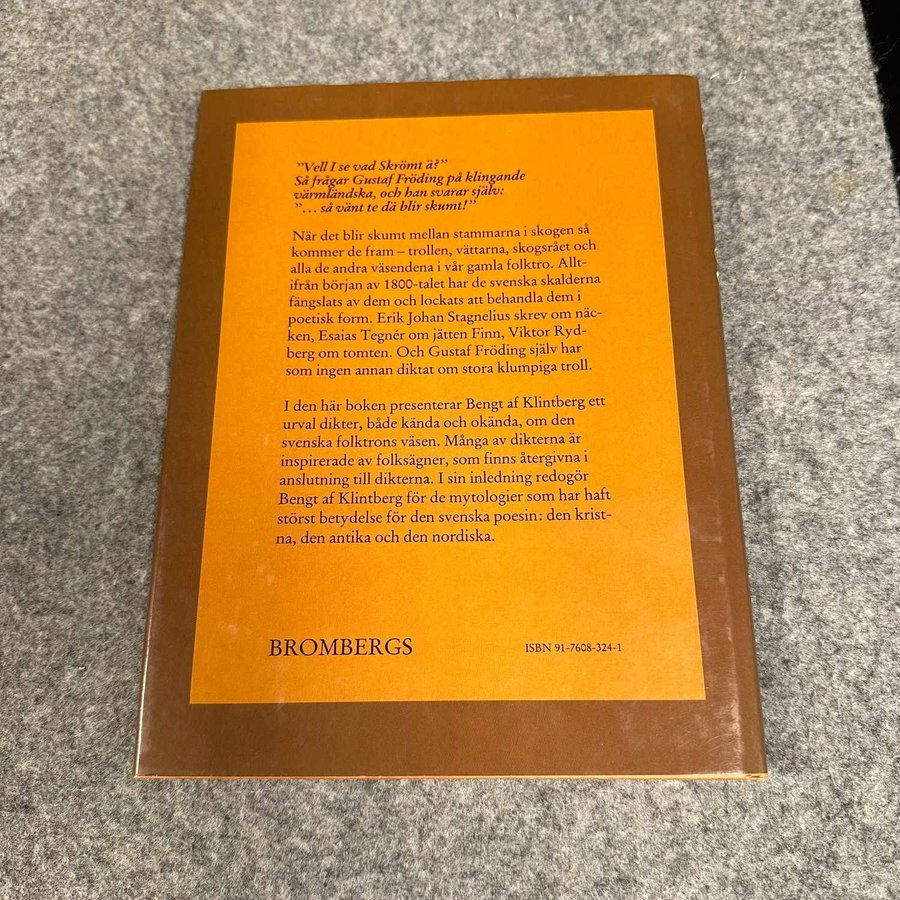 "Vell I se vad Skrömt ä?"
Så frågar Gustaf Fröding på klingande
värmländska, och han svarar själv:
"... så vänt te dä blir skumt!"
När det blir skumt mellan stammarna i skogen så
kommer de fram – trollen, vättarna, skogsrået och
alla de andra väsendena i vår gamla folktro. Allt-
ifrån början av 1800-talet har de svenska skalderna
fängslats av dem och lockats att behandla dem i
poetisk form. Erik Johan Stagnelius skrev om näc-
ken, Esaias Tegnér om jätten Finn, Viktor Ryd-
berg om tomten. Och Gustaf Fröding själv har
som ingen annan diktat om stora klumpiga troll.
I den här boken presenterar Bengt af Klintberg ett
urval dikter, både kända och okända, om den
svenska folktrons väsen. Många av dikterna är
inspirerade av folksägner, som finns återgivna i
anslutning till dikterna. I sin inledning redogör
Bengt af Klintberg för de mytologier som har haft
störst betydelse för den svenska poesin: den krist-
na, den antika och den nordiska.
BROMBERGS
ISBN 91-7608-324-1